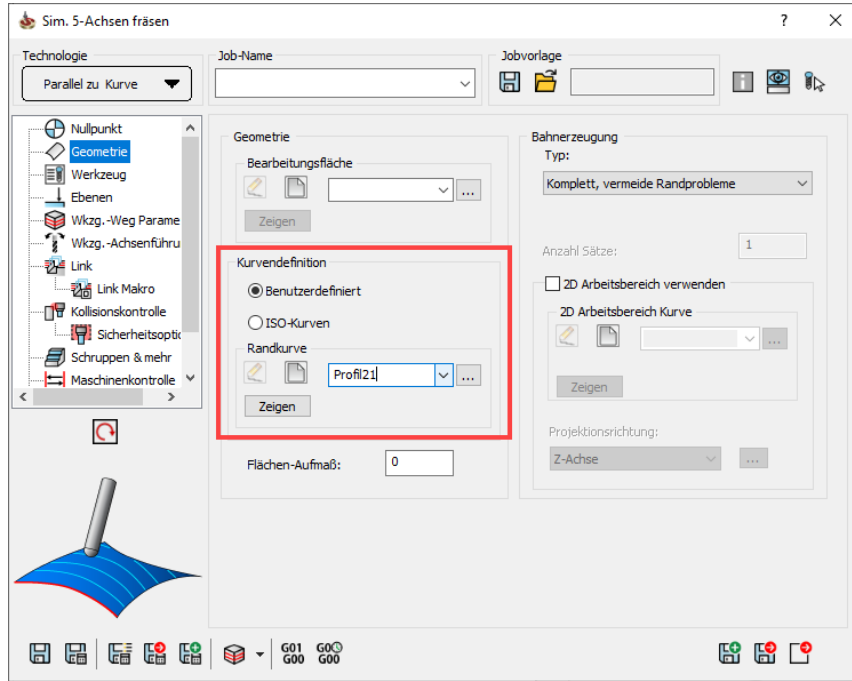 Sim. 5-Achsen fräsen
Technologie
Parallel zu Kurve
Job-Name
Jobvorlage
Nullpunkt
Geometrie
Werkzeug
Ebenen
Wkzg.-Weg Parame
Wkzg.-Achsenführu
Link
Link Makro
Kollisionskontrolle
Sicherheitsoptic
Schruppen & mehr
Maschinenkontrolle
Geometrie
Bearbeitungsfläche
...
Zeigen
Kurvendefinition
Benutzerdefiniert
ISO-Kurven
Randkurve
Profil21
...
Zeigen
Flächen-Aufmaß:
0
Bahnerzeugung
Typ:
Komplett, vermeide Randprobleme
Anzahl Sätze:
1
2D Arbeitsbereich verwenden
2D Arbeitsbereich Kurve
...
Zeigen
Projektionsrichtung:
Z-Achse
...
G01
G00
G00
G00